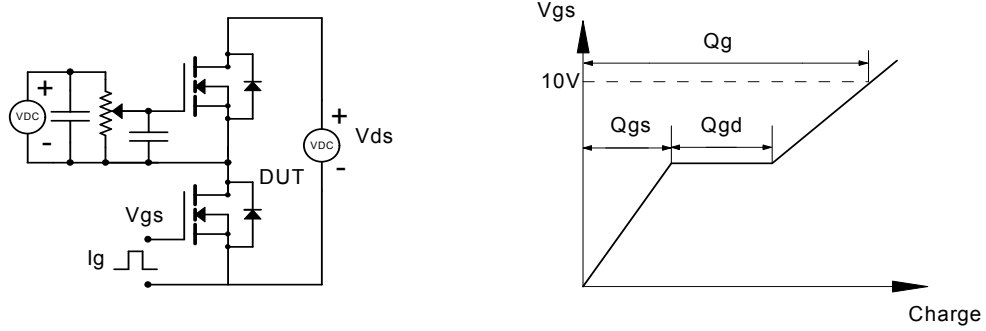 +
VDC
-
+
VDC
-
Vds
DUT
Vgs
Ig
Vgs
Qg
10V
Qgs
Qgd
Charge